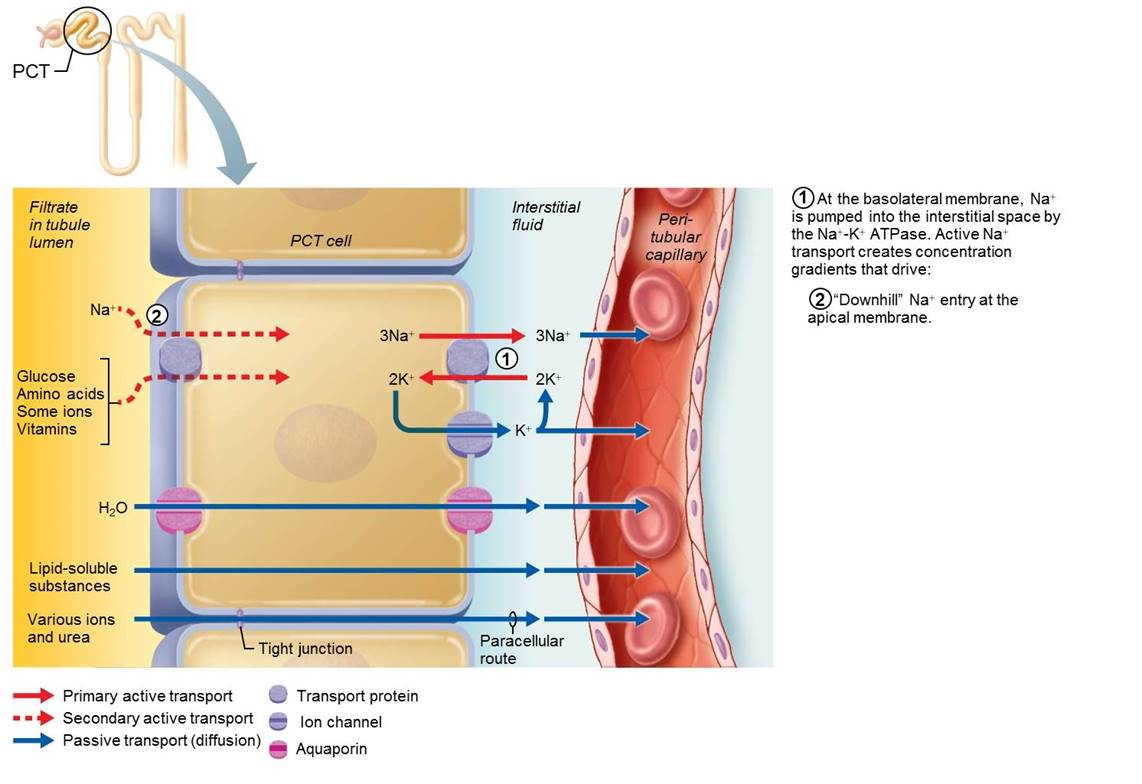 PCT
Filtrate
in tubule
lumen
PCT cell
Interstitial
fluid
Peri-
tubular
capillary
① At the basolateral membrane, Na⁺
is pumped into the interstitial space by
the Na⁺-K⁺ ATPase. Active Na⁺
transport creates concentration
gradients that drive:
② “Downhill” Na⁺ entry at the
apical membrane.
Na⁺
②
3Na⁺
3Na⁺
①
Glucose
Amino acids
Some ions
Vitamins
2K⁺
2K⁺
K⁺
H₂O
Lipid-soluble
substances
Various ions
and urea
Tight junction
Paracellular
route
Primary active transport
Secondary active transport
Passive transport (diffusion)
Transport protein
Ion channel
Aquaporin